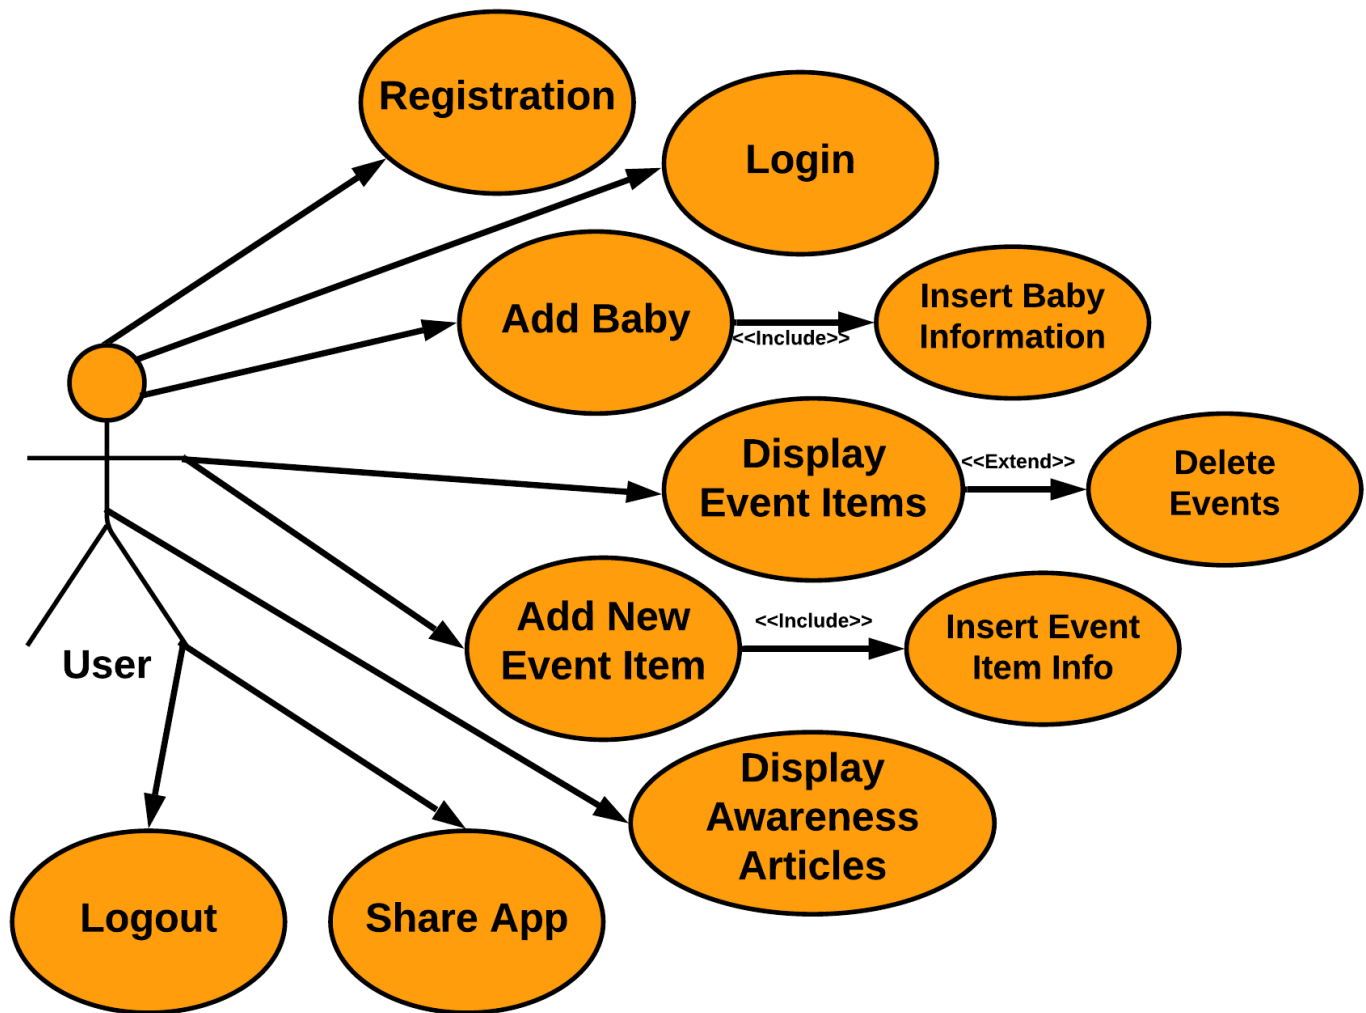 Registration
Login
Add Baby
<<Include>>
Insert Baby
Information
Display
Event Items
<<Extend>>
Delete
Events
Add New
Event Item
<<Include>>
Insert Event
Item Info
User
Display
Awareness
Articles
Logout
Share App